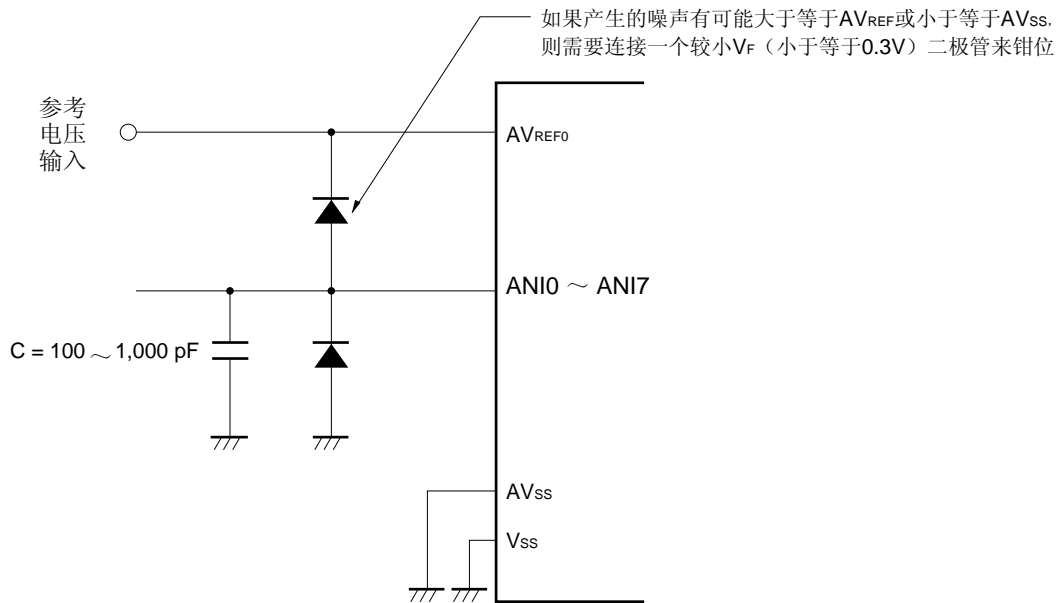 如果产生的噪声有可能大于等于AVREF或小于等于AVSS,
则需要连接一个较小VF（小于等于0.3V）二极管来钳位
参考
电压
输入
AVREF0
ANI0 ～ ANI7
C = 100 ～ 1,000 pF
AVSS
VSS